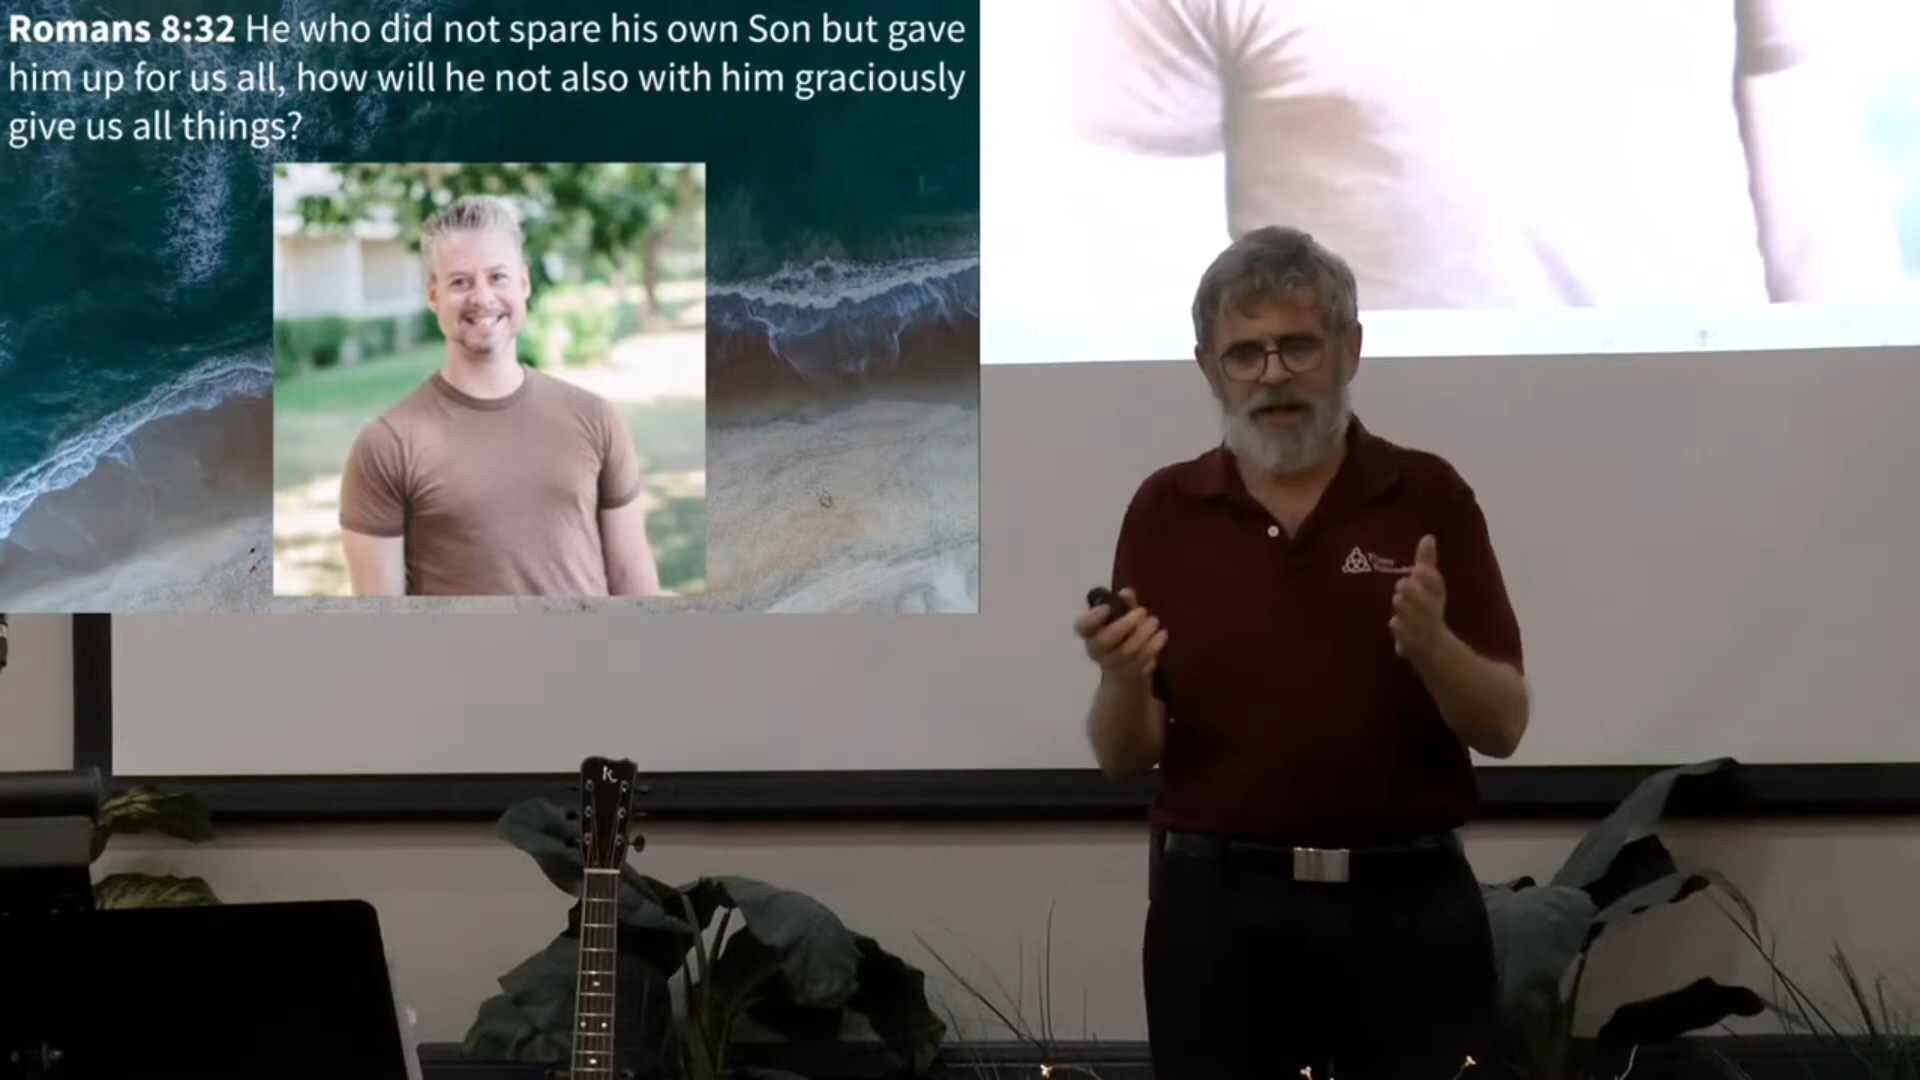 Romans 8:32 He who did not spare his own Son but gave
him up for us all, how will he not also with him graciously
give us all things?